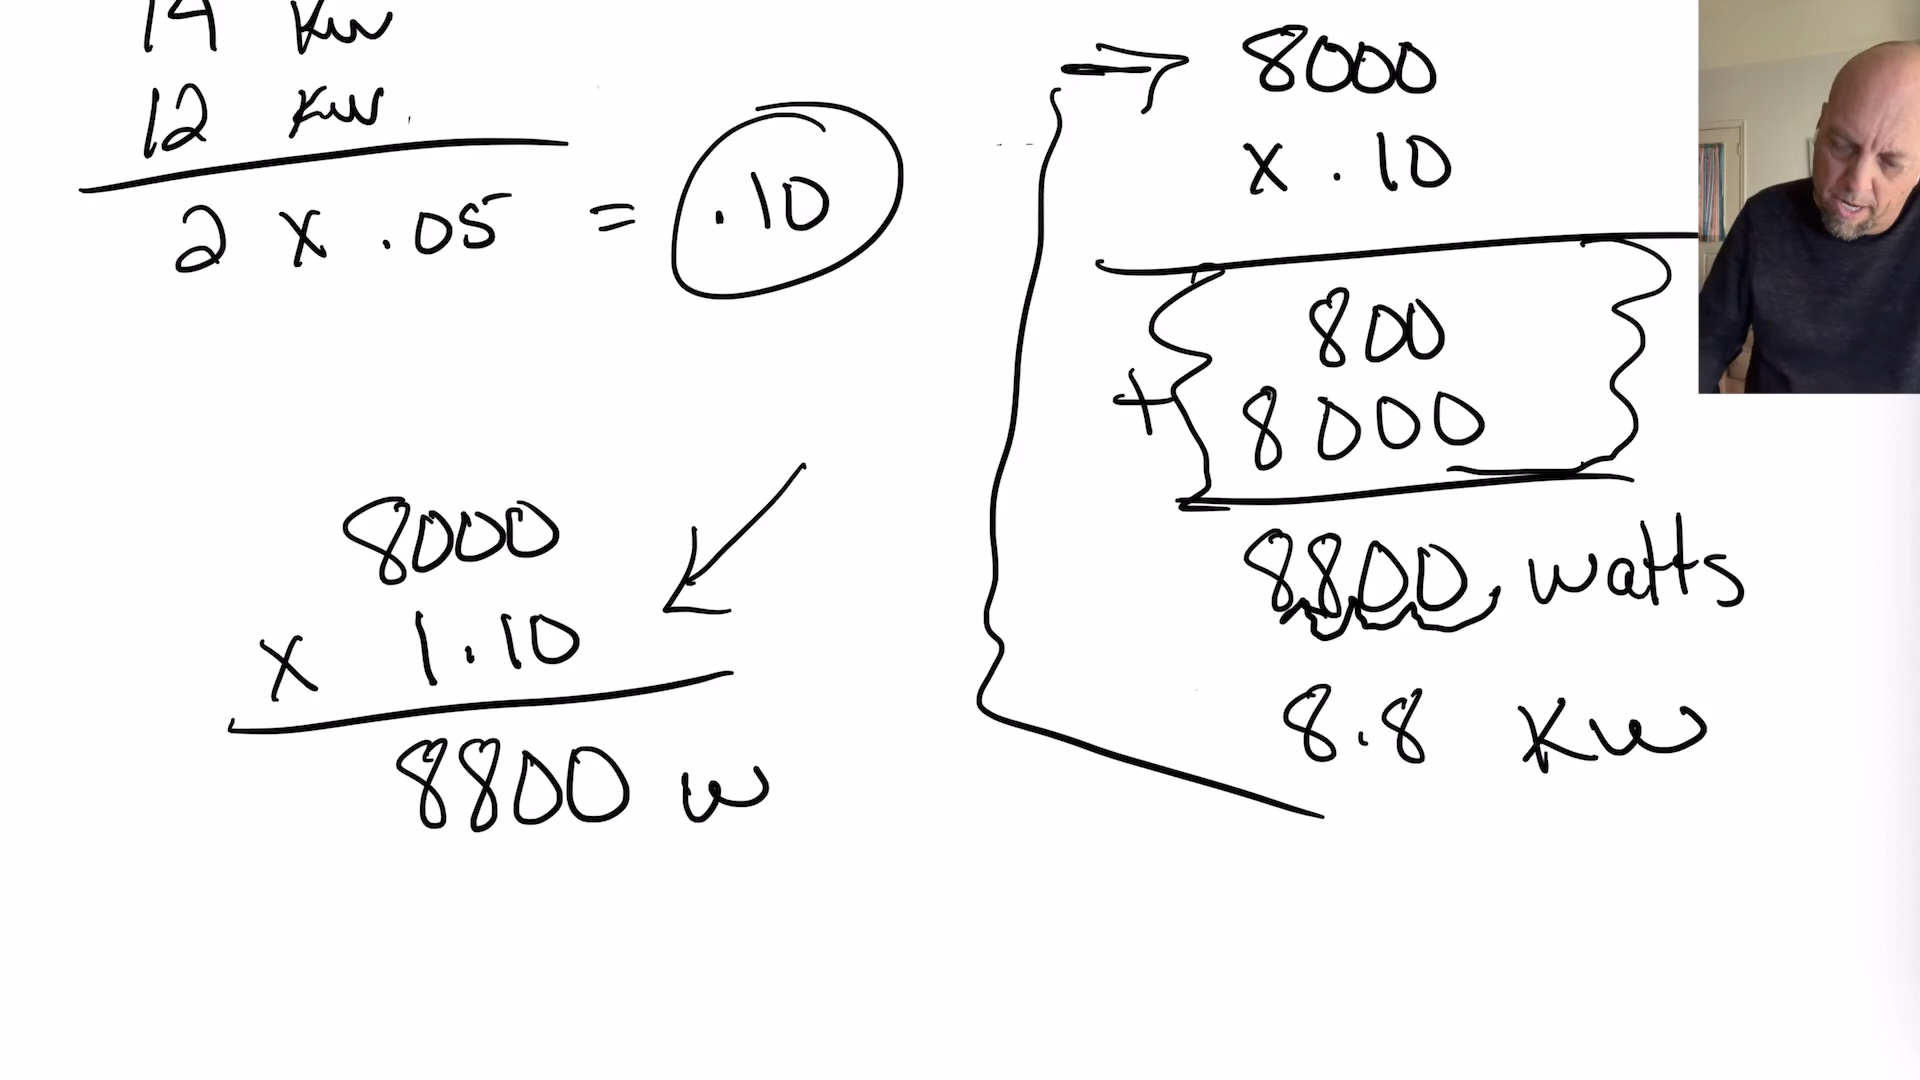 14 KW
12 KW
2 x .05 = .10
8000
x 1.10
8800 w
8000
x .10
800
+ 8000
8800. watts
8.8 KW